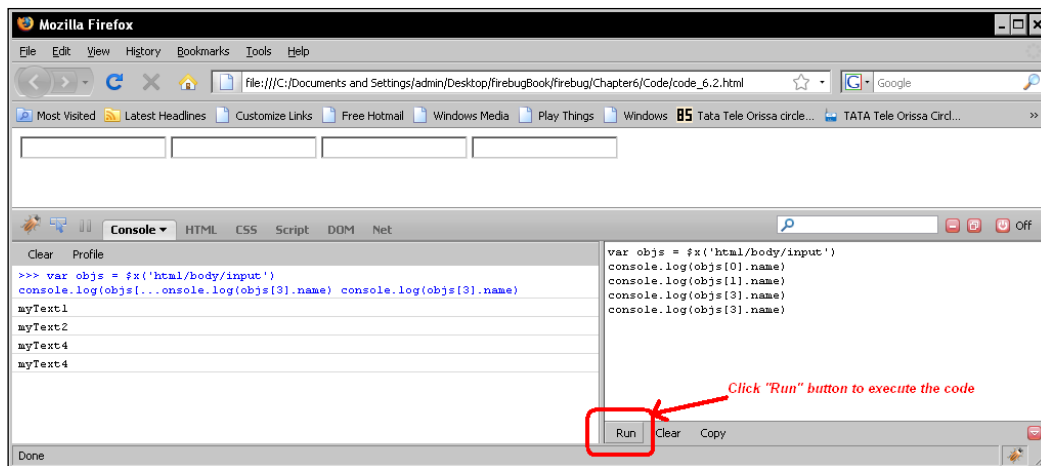 Mozilla Firefox
File Edit View History Bookmarks Tools Help
file:///C:/Documents and Settings/admin/Desktop/firebugBook/firebug/Chapter6/Code/code_6.2.html
G Google
Most Visited Latest Headlines Customize Links Free Hotmail Windows Media Play Things Windows 85 Tata Tele Orissa circle... TATA Tele Orissa Circl... »
Console HTML CSS Script DOM Net
Off
Clear Profile
>>> var objs = $x('html/body/input')
console.log(objs[...onsole.log(objs[3].name) console.log(objs[3].name)
myText1
myText2
myText4
myText4
var objs = $x('html/body/input')
console.log(objs[0].name)
console.log(objs[1].name)
console.log(objs[3].name)
console.log(objs[3].name)
Click "Run" button to execute the code
Run Clear Copy
Done